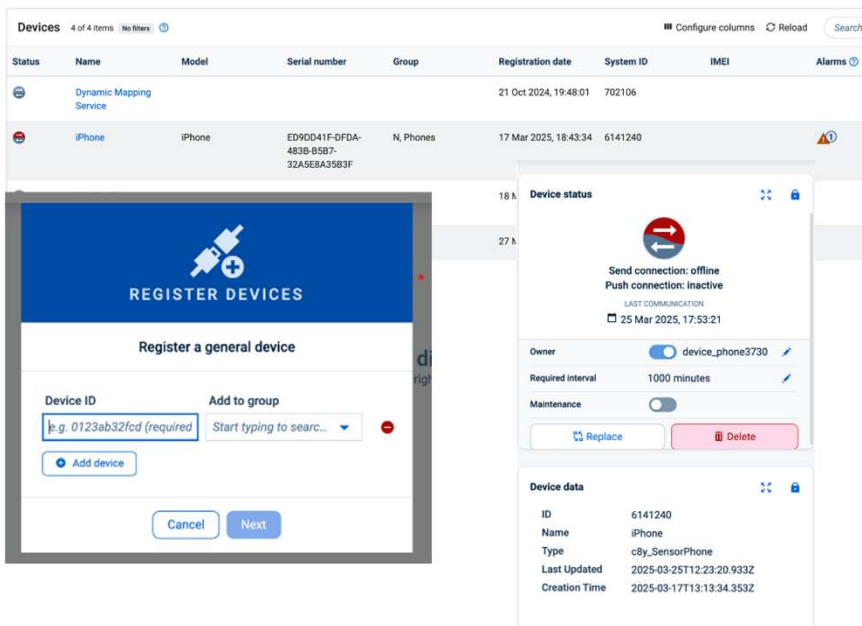 Devices 4 of 4 items No filters Configure columns Reload Search
Status Name Model Serial number Group Registration date System ID IMEI Alarms
Dynamic Mapping 21 Oct 2024, 19:48:01 702106
Service
iPhone iPhone ED9DD41F-DFDA- N, Phones 17 Mar 2025, 18:43:34 6141240 1
483B-B5B7-
32A5E8A35B3F
18 M
27 M
REGISTER DEVICES
Register a general device
Device ID Add to group
e.g. 0123ab32fcd (required Start typing to searc...
Add device
Cancel Next
di
righ
Device status
Send connection: offline
Push connection: inactive
LAST COMMUNICATION
25 Mar 2025, 17:53:21
Owner device_phone3730
Required interval 1000 minutes
Maintenance
Replace Delete
Device data
ID 6141240
Name iPhone
Type c8y_SensorPhone
Last Updated 2025-03-25T12:23:20.933Z
Creation Time 2025-03-17T13:13:34.353Z